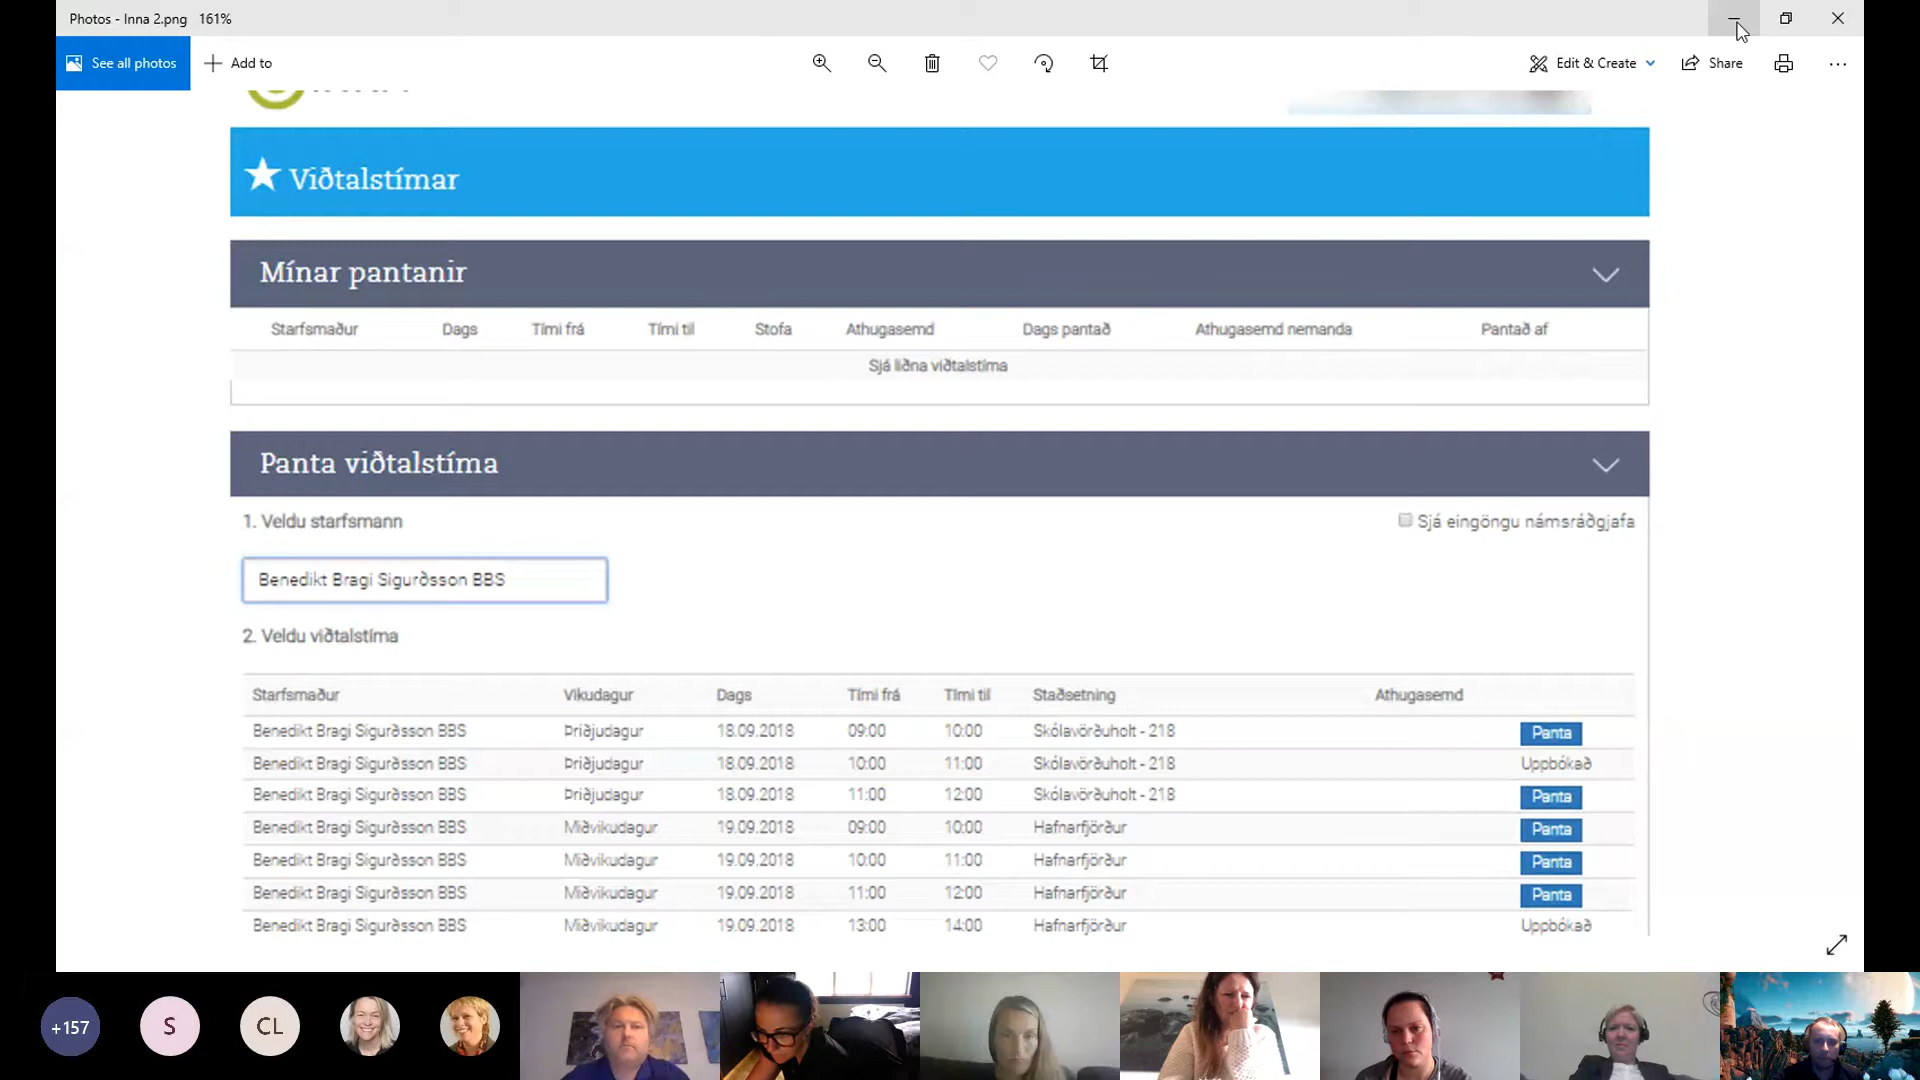 Photos - Inna 2.png 161%
See all photos
Add to
Edit & Create
Share
Viðtalstímar
Mínar pantanir
Starfsmaður Dags Tími frá Tími til Stofa Athugasemd Dags pantað Athugasemd nemanda Pantað af
Sjá liðna viðtalstíma
Panta viðtalstíma
1. Veldu starfsmann
Sjá eingöngu námsráðgjafa
Benedikt Bragi Sigurðsson BBS
2. Veldu viðtalstíma
Starfsmaður Vikudagur Dags Tími frá Tími til Staðsetning Athugasemd
Benedikt Bragi Sigurðsson BBS Þriðjudagur 18.09.2018 09:00 10:00 Skólavörðuholt - 218 Panta
Benedikt Bragi Sigurðsson BBS Þriðjudagur 18.09.2018 10:00 11:00 Skólavörðuholt - 218 Uppbókað
Benedikt Bragi Sigurðsson BBS Þriðjudagur 18.09.2018 11:00 12:00 Skólavörðuholt - 218 Panta
Benedikt Bragi Sigurðsson BBS Miðvikudagur 19.09.2018 09:00 10:00 Hafnarfjörður Panta
Benedikt Bragi Sigurðsson BBS Miðvikudagur 19.09.2018 10:00 11:00 Hafnarfjörður Panta
Benedikt Bragi Sigurðsson BBS Miðvikudagur 19.09.2018 11:00 12:00 Hafnarfjörður Panta
Benedikt Bragi Sigurðsson BBS Miðvikudagur 19.09.2018 13:00 14:00 Hafnarfjörður Uppbókað
+157 S CL